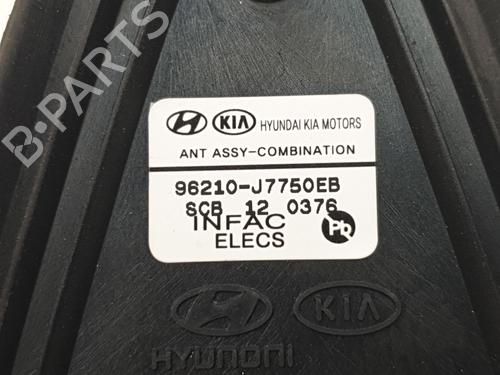 B-PARTS
KIA HYUNDAI KIA MOTORS
ANT ASSY-COMBINATION
96210-J7750EB
SCB 12 0376
INFAC
ELECS
Pb
KIA
HYUNDAI